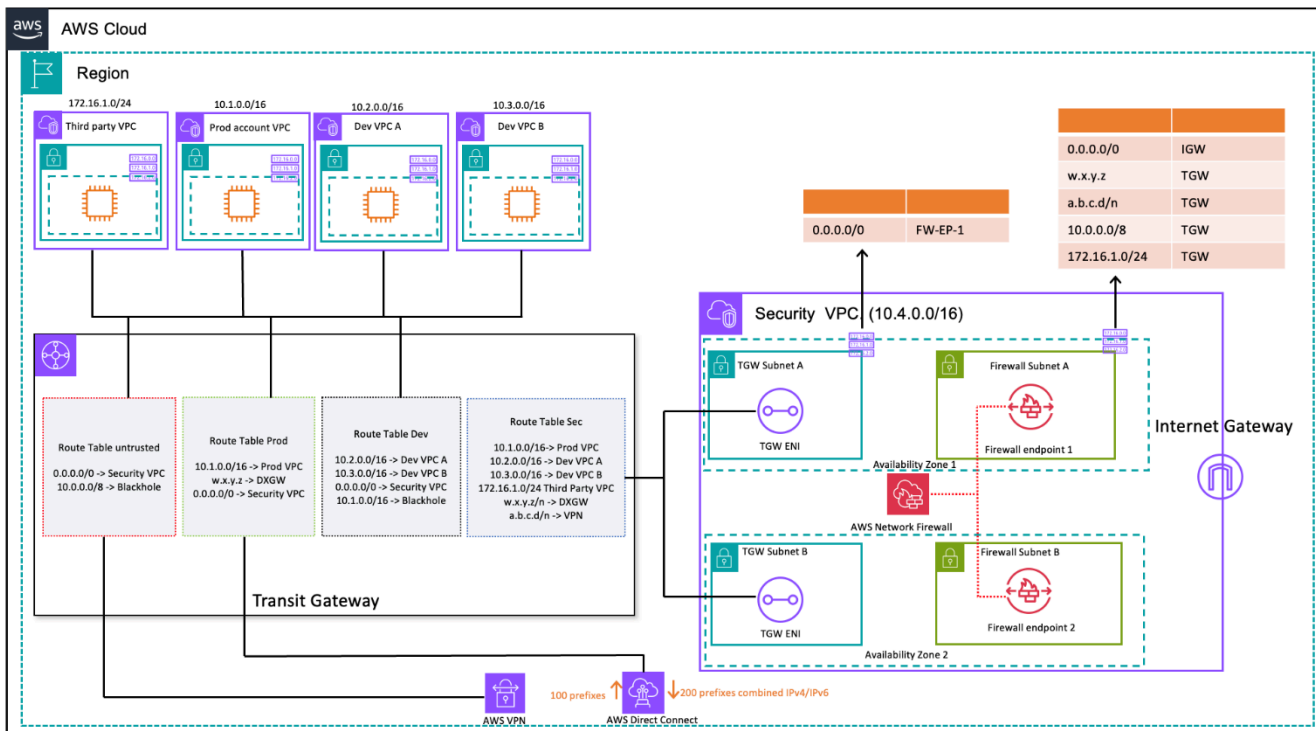 aws
AWS Cloud
Region
172.16.1.0/24
10.1.0.0/16
10.2.0.0/16
10.3.0.0/16
Third party VPC
Prod account VPC
Dev VPC A
Dev VPC B
0.0.0.0/0 FW-EP-1
0.0.0.0/0 IGW
w.x.y.z TGW
a.b.c.d/n TGW
10.0.0.0/8 TGW
172.16.1.0/24 TGW
Route Table untrusted
0.0.0.0/0 -> Security VPC
10.0.0.0/8 -> Blackhole
Route Table Prod
10.1.0.0/16 -> Prod VPC
w.x.y.z -> DXGW
0.0.0.0/0 -> Security VPC
Route Table Dev
10.2.0.0/16 -> Dev VPC A
10.3.0.0/16 -> Dev VPC B
0.0.0.0/0 -> Security VPC
10.1.0.0/16 -> Blackhole
Route Table Sec
10.1.0.0/16-> Prod VPC
10.2.0.0/16 -> Dev VPC A
10.3.0.0/16 -> Dev VPC B
172.16.1.0/24 Third Party VPC
w.x.y.z/n -> DXGW
a.b.c.d/n -> VPN
Transit Gateway
Security VPC. (10.4.0.0/16)
TGW Subnet A
TGW ENI
Firewall Subnet A
Firewall endpoint 1
Availability Zone 1
Internet Gateway
AWS Network Firewall
TGW Subnet B
TGW ENI
Firewall Subnet B
Firewall endpoint 2
Availability Zone 2
AWS VPN
100 prefixes
200 prefixes combined IPv4/IPv6
AWS Direct Connect